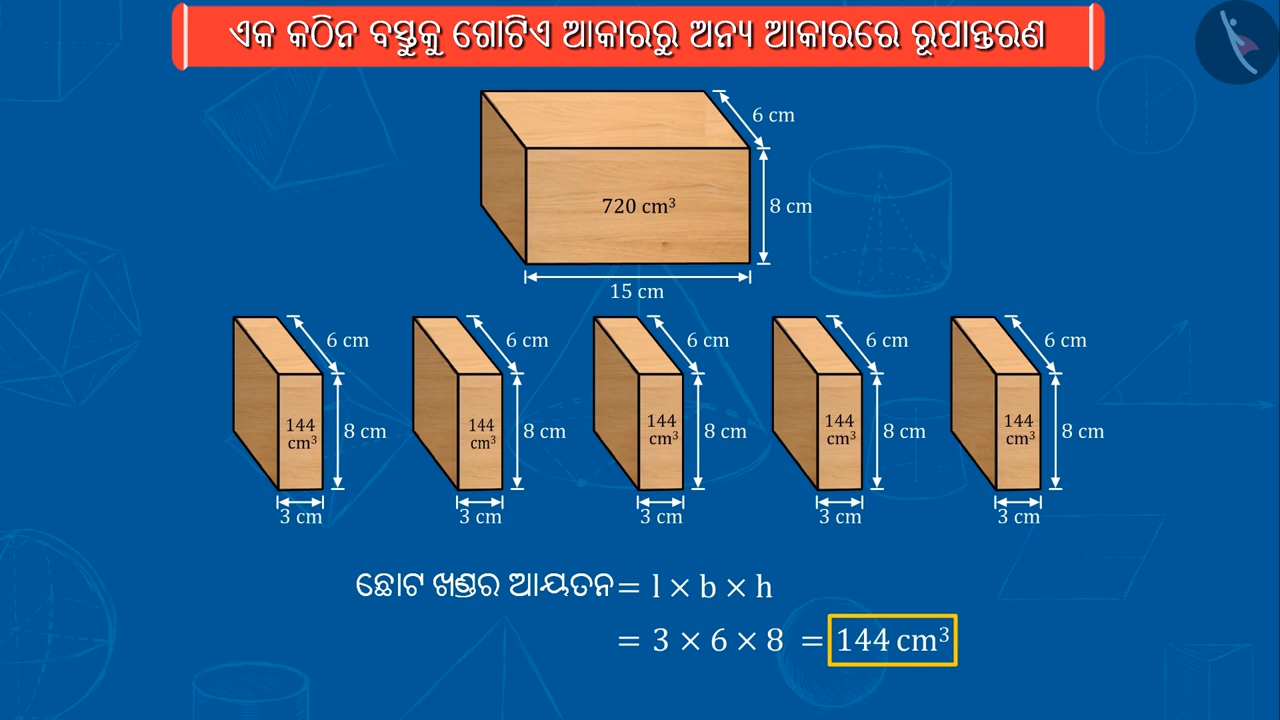 ଏକ କଠିନ ବସ୍ତୁକୁ ଗୋଟିଏ ଆକାରରୁ ଅନ୍ୟ ଆକାରରେ ରୂପାନ୍ତରଣ
6 cm
720 cm³
8 cm
15 cm
6 cm 6 cm 6 cm 6 cm 6 cm
144 cm³ 8 cm 144 cm³ 8 cm 144 cm³ 8 cm 144 cm³ 8 cm 144 cm³ 8 cm
3 cm 3 cm 3 cm 3 cm 3 cm
ଛୋଟ ଖଣ୍ଡର ଆୟତନ = l × b × h
= 3 × 6 × 8 = 144 cm³